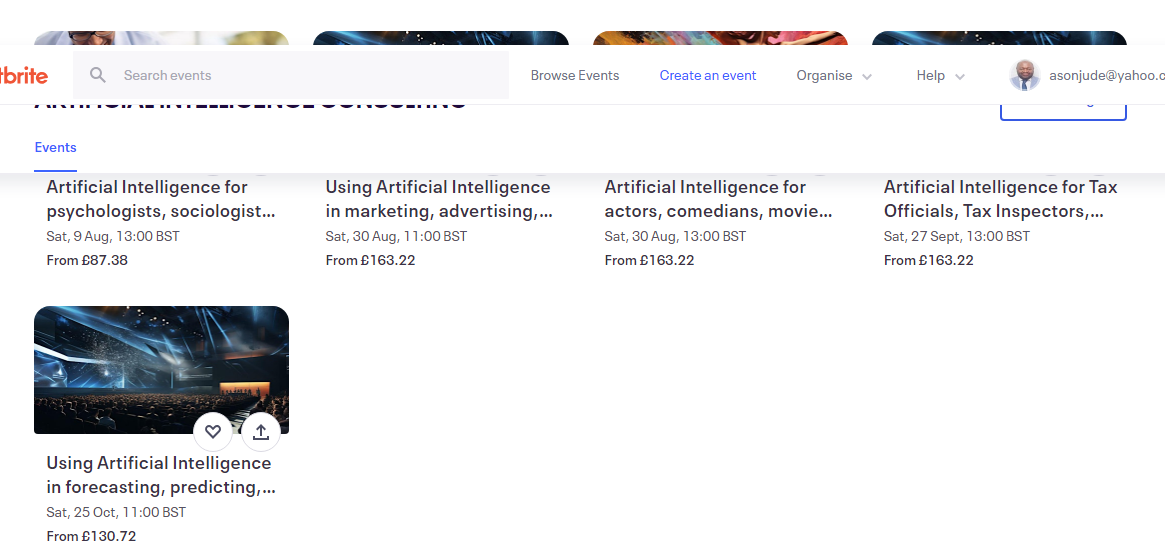 tbrite
Search events
Browse Events
Create an event
Organise
Help
asonjude@yahoo.c
ARTIFICIAL INTELLIGENCE CONSULTING
Events
Artificial Intelligence for
psychologists, sociologist...
Sat, 9 Aug, 13:00 BST
From £87.38
Using Artificial Intelligence
in marketing, advertising,...
Sat, 30 Aug, 11:00 BST
From £163.22
Artificial Intelligence for
actors, comedians, movie...
Sat, 30 Aug, 13:00 BST
From £163.22
Artificial Intelligence for Tax
Officials, Tax Inspectors,...
Sat, 27 Sept, 13:00 BST
From £163.22
Using Artificial Intelligence
in forecasting, predicting,...
Sat, 25 Oct, 11:00 BST
From £130.72